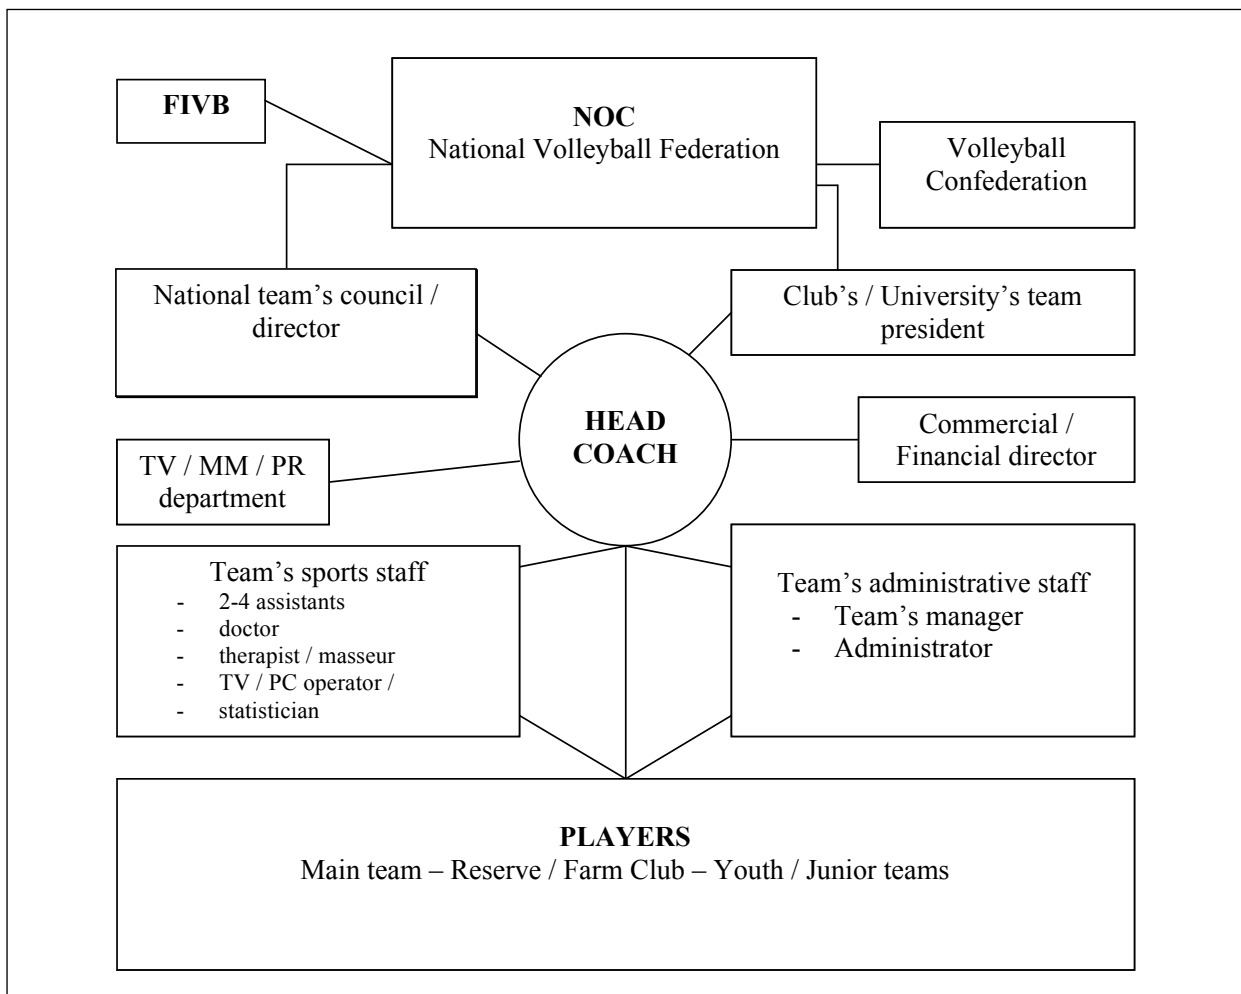 FIVB
NOC
National Volleyball Federation
Volleyball
Confederation
National team’s council /
director
Club’s / University’s team
president
HEAD
COACH
Commercial /
Financial director
TV / MM / PR
department
Team’s sports staff
- 2-4 assistants
- doctor
- therapist / masseur
- TV / PC operator /
- statistician
Team’s administrative staff
- Team’s manager
- Administrator
PLAYERS
Main team – Reserve / Farm Club – Youth / Junior teams